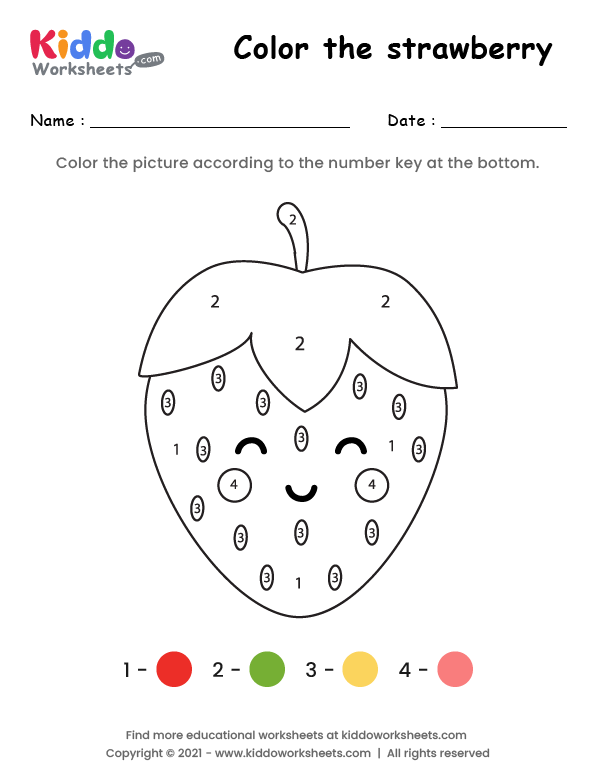 Kiddo
Worksheets .com
Color the strawberry
Name : Date :
Color the picture according to the number key at the bottom.
2
2 2
2
3 3
3 3 3
3
1 3 1 3
4 4
3
3 3 3
3 1 3
1 - 2 - 3 - 4 -
Find more educational worksheets at kiddoworksheets.com
Copyright © 2021 - www.kiddoworksheets.com | All rights reserved